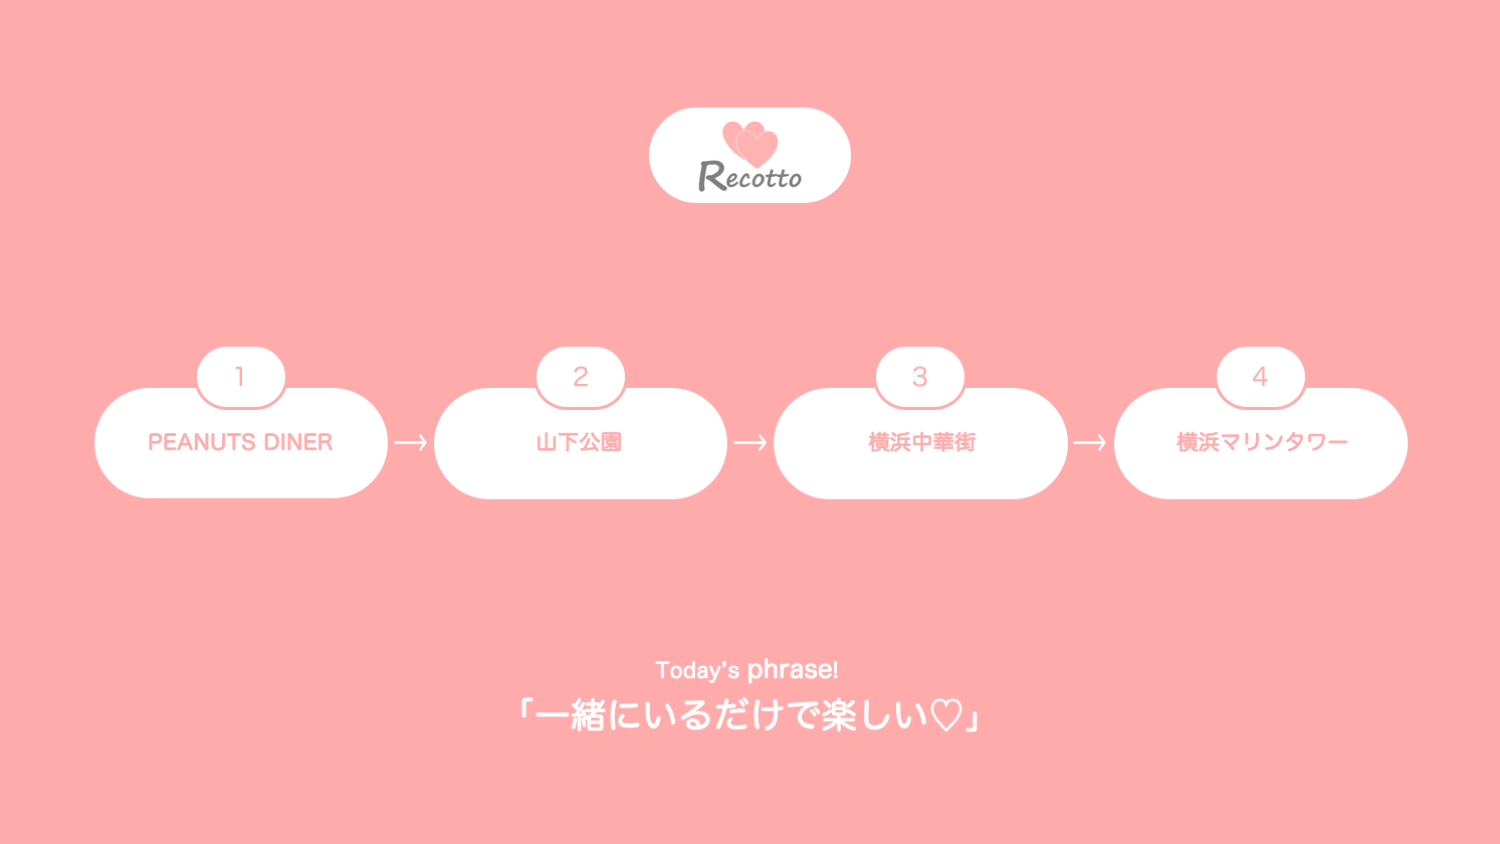 Recotto
1
PEANUTS DINER
→
2
山下公園
→
3
横浜中華街
→
4
横浜マリンタワー
Today's phrase!
「一緒にいるだけで楽しい♡」